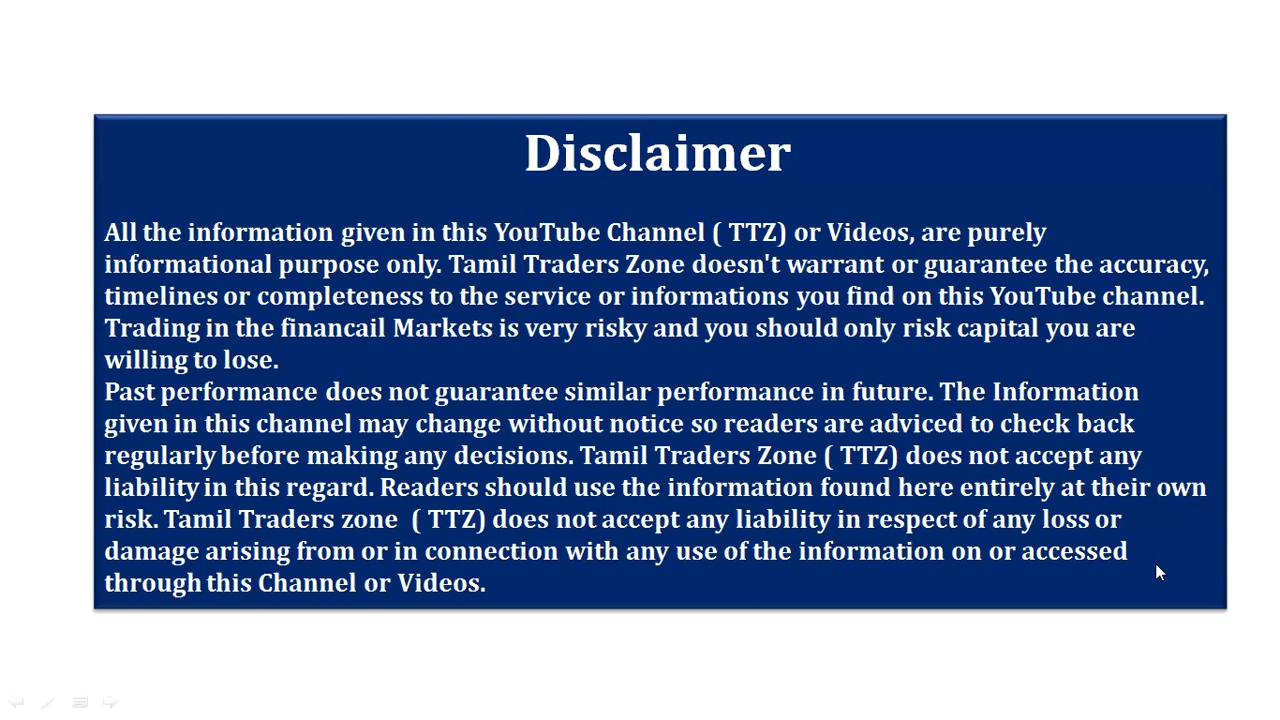 Disclaimer
All the information given in this YouTube Channel ( TTZ) or Videos, are purely
informational purpose only. Tamil Traders Zone doesn't warrant or guarantee the accuracy,
timelines or completeness to the service or informations you find on this YouTube channel.
Trading in the financail Markets is very risky and you should only risk capital you are
willing to lose.
Past performance does not guarantee similar performance in future. The Information
given in this channel may change without notice so readers are adviced to check back
regularly before making any decisions. Tamil Traders Zone ( TTZ) does not accept any
liability in this regard. Readers should use the information found here entirely at their own
risk. Tamil Traders zone  ( TTZ) does not accept any liability in respect of any loss or
damage arising from or in connection with any use of the information on or accessed
through this Channel or Videos.